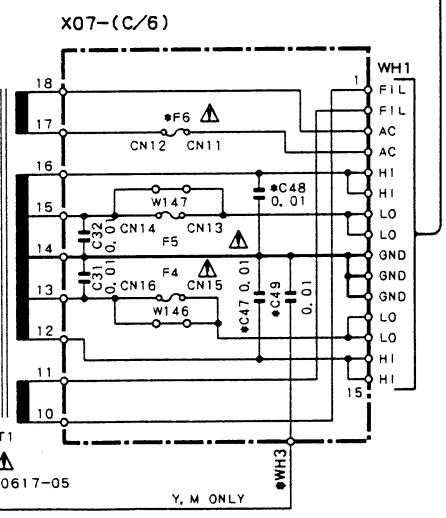 X07-(C/6)
WH1
18
1
FIL
*F6
FIL
17
AC
CN12 CN11
AC
16
HI
*C48
0.01
HI
W147
15
LO
C32
0.01
CN14 CN13
LO
F5
14
GND
C31
0.01
F4
*C47 0.01
*C49
0.01
GND
CN16 CN15
13
GND
W146
LO
12
LO
HI
11
15
HI
10
T1
*WH3
0617-05
Y, M ONLY